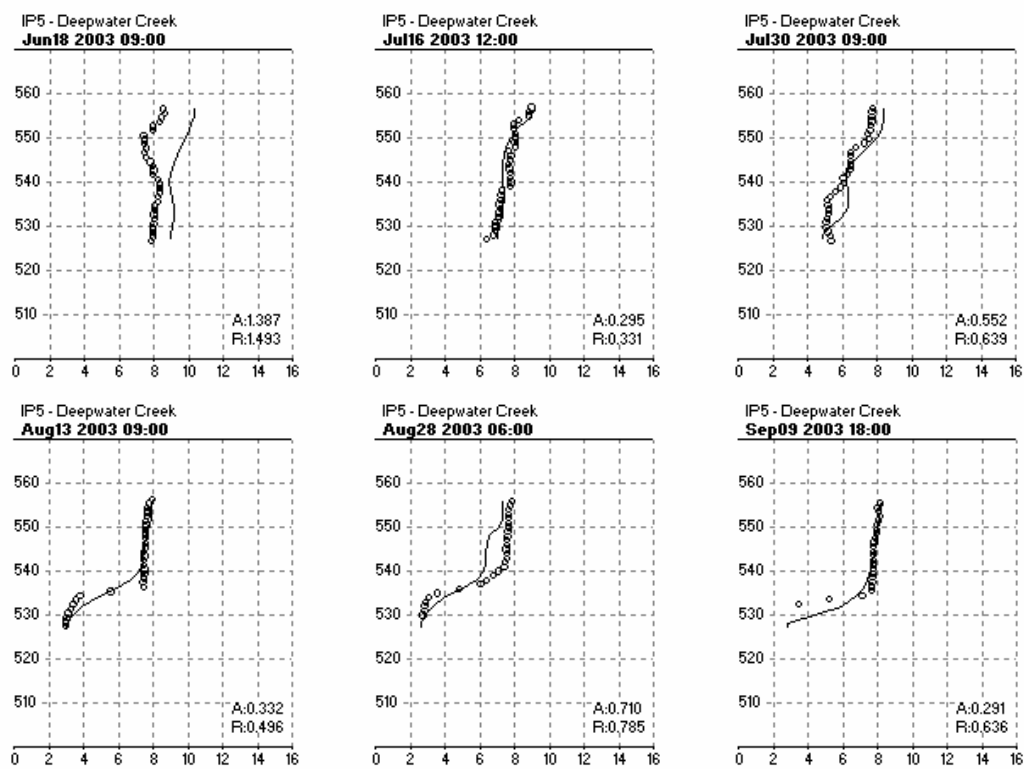 IP5 - Deepwater Creek
Jun18 2003 09:00
560
550
540
530
520
510
A:1.387
R:1.493
0 2 4 6 8 10 12 14 16
IP5 - Deepwater Creek
Jul16 2003 12:00
560
550
540
530
520
510
A:0.295
R:0.331
0 2 4 6 8 10 12 14 16
IP5 - Deepwater Creek
Jul30 2003 09:00
560
550
540
530
520
510
A:0.552
R:0.639
0 2 4 6 8 10 12 14 16
IP5 - Deepwater Creek
Aug13 2003 09:00
560
550
540
530
520
510
A:0.332
R:0.496
0 2 4 6 8 10 12 14 16
IP5 - Deepwater Creek
Aug28 2003 06:00
560
550
540
530
520
510
A:0.710
R:0.785
0 2 4 6 8 10 12 14 16
IP5 - Deepwater Creek
Sep09 2003 18:00
560
550
540
530
520
510
A:0.291
R:0.636
0 2 4 6 8 10 12 14 16